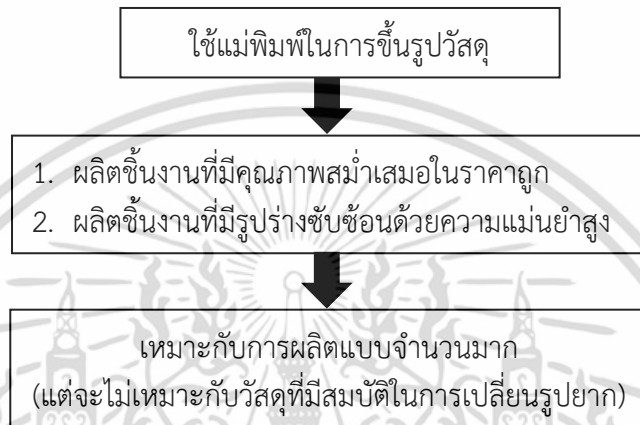 ใช้แม่พิมพ์ในการขึ้นรูปวัสดุ
1. ผลิตชิ้นงานที่มีคุณภาพสม่ำเสมอในราคาถูก
2. ผลิตชิ้นงานที่มีรูปร่างซับซ้อนด้วยความแม่นยำสูง
เหมาะกับการผลิตแบบจำนวนมาก
(แต่จะไม่เหมาะกับวัสดุที่มีสมบัติในการเปลี่ยนรูปยาก)